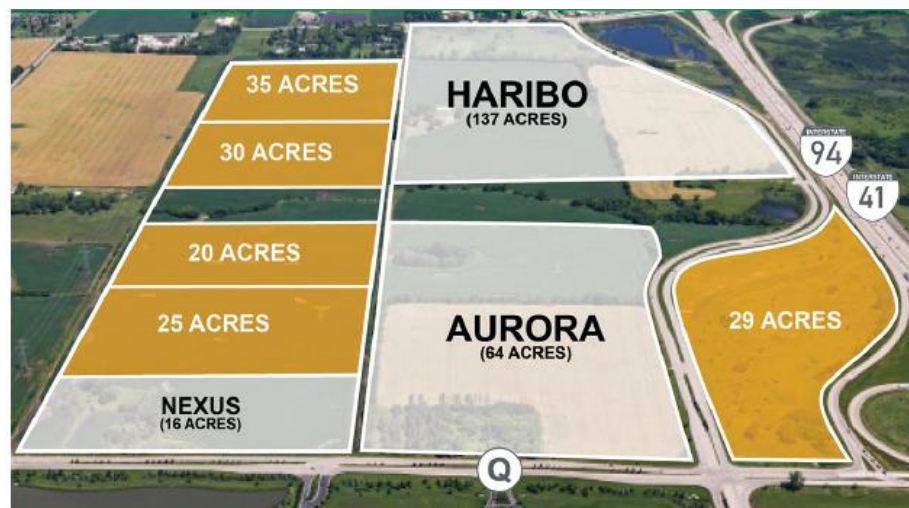 35 ACRES
30 ACRES
20 ACRES
25 ACRES
NEXUS
(16 ACRES)
HARIBO
(137 ACRES)
AURORA
(64 ACRES)
29 ACRES
INTERSTATE
94
INTERSTATE
41
Q